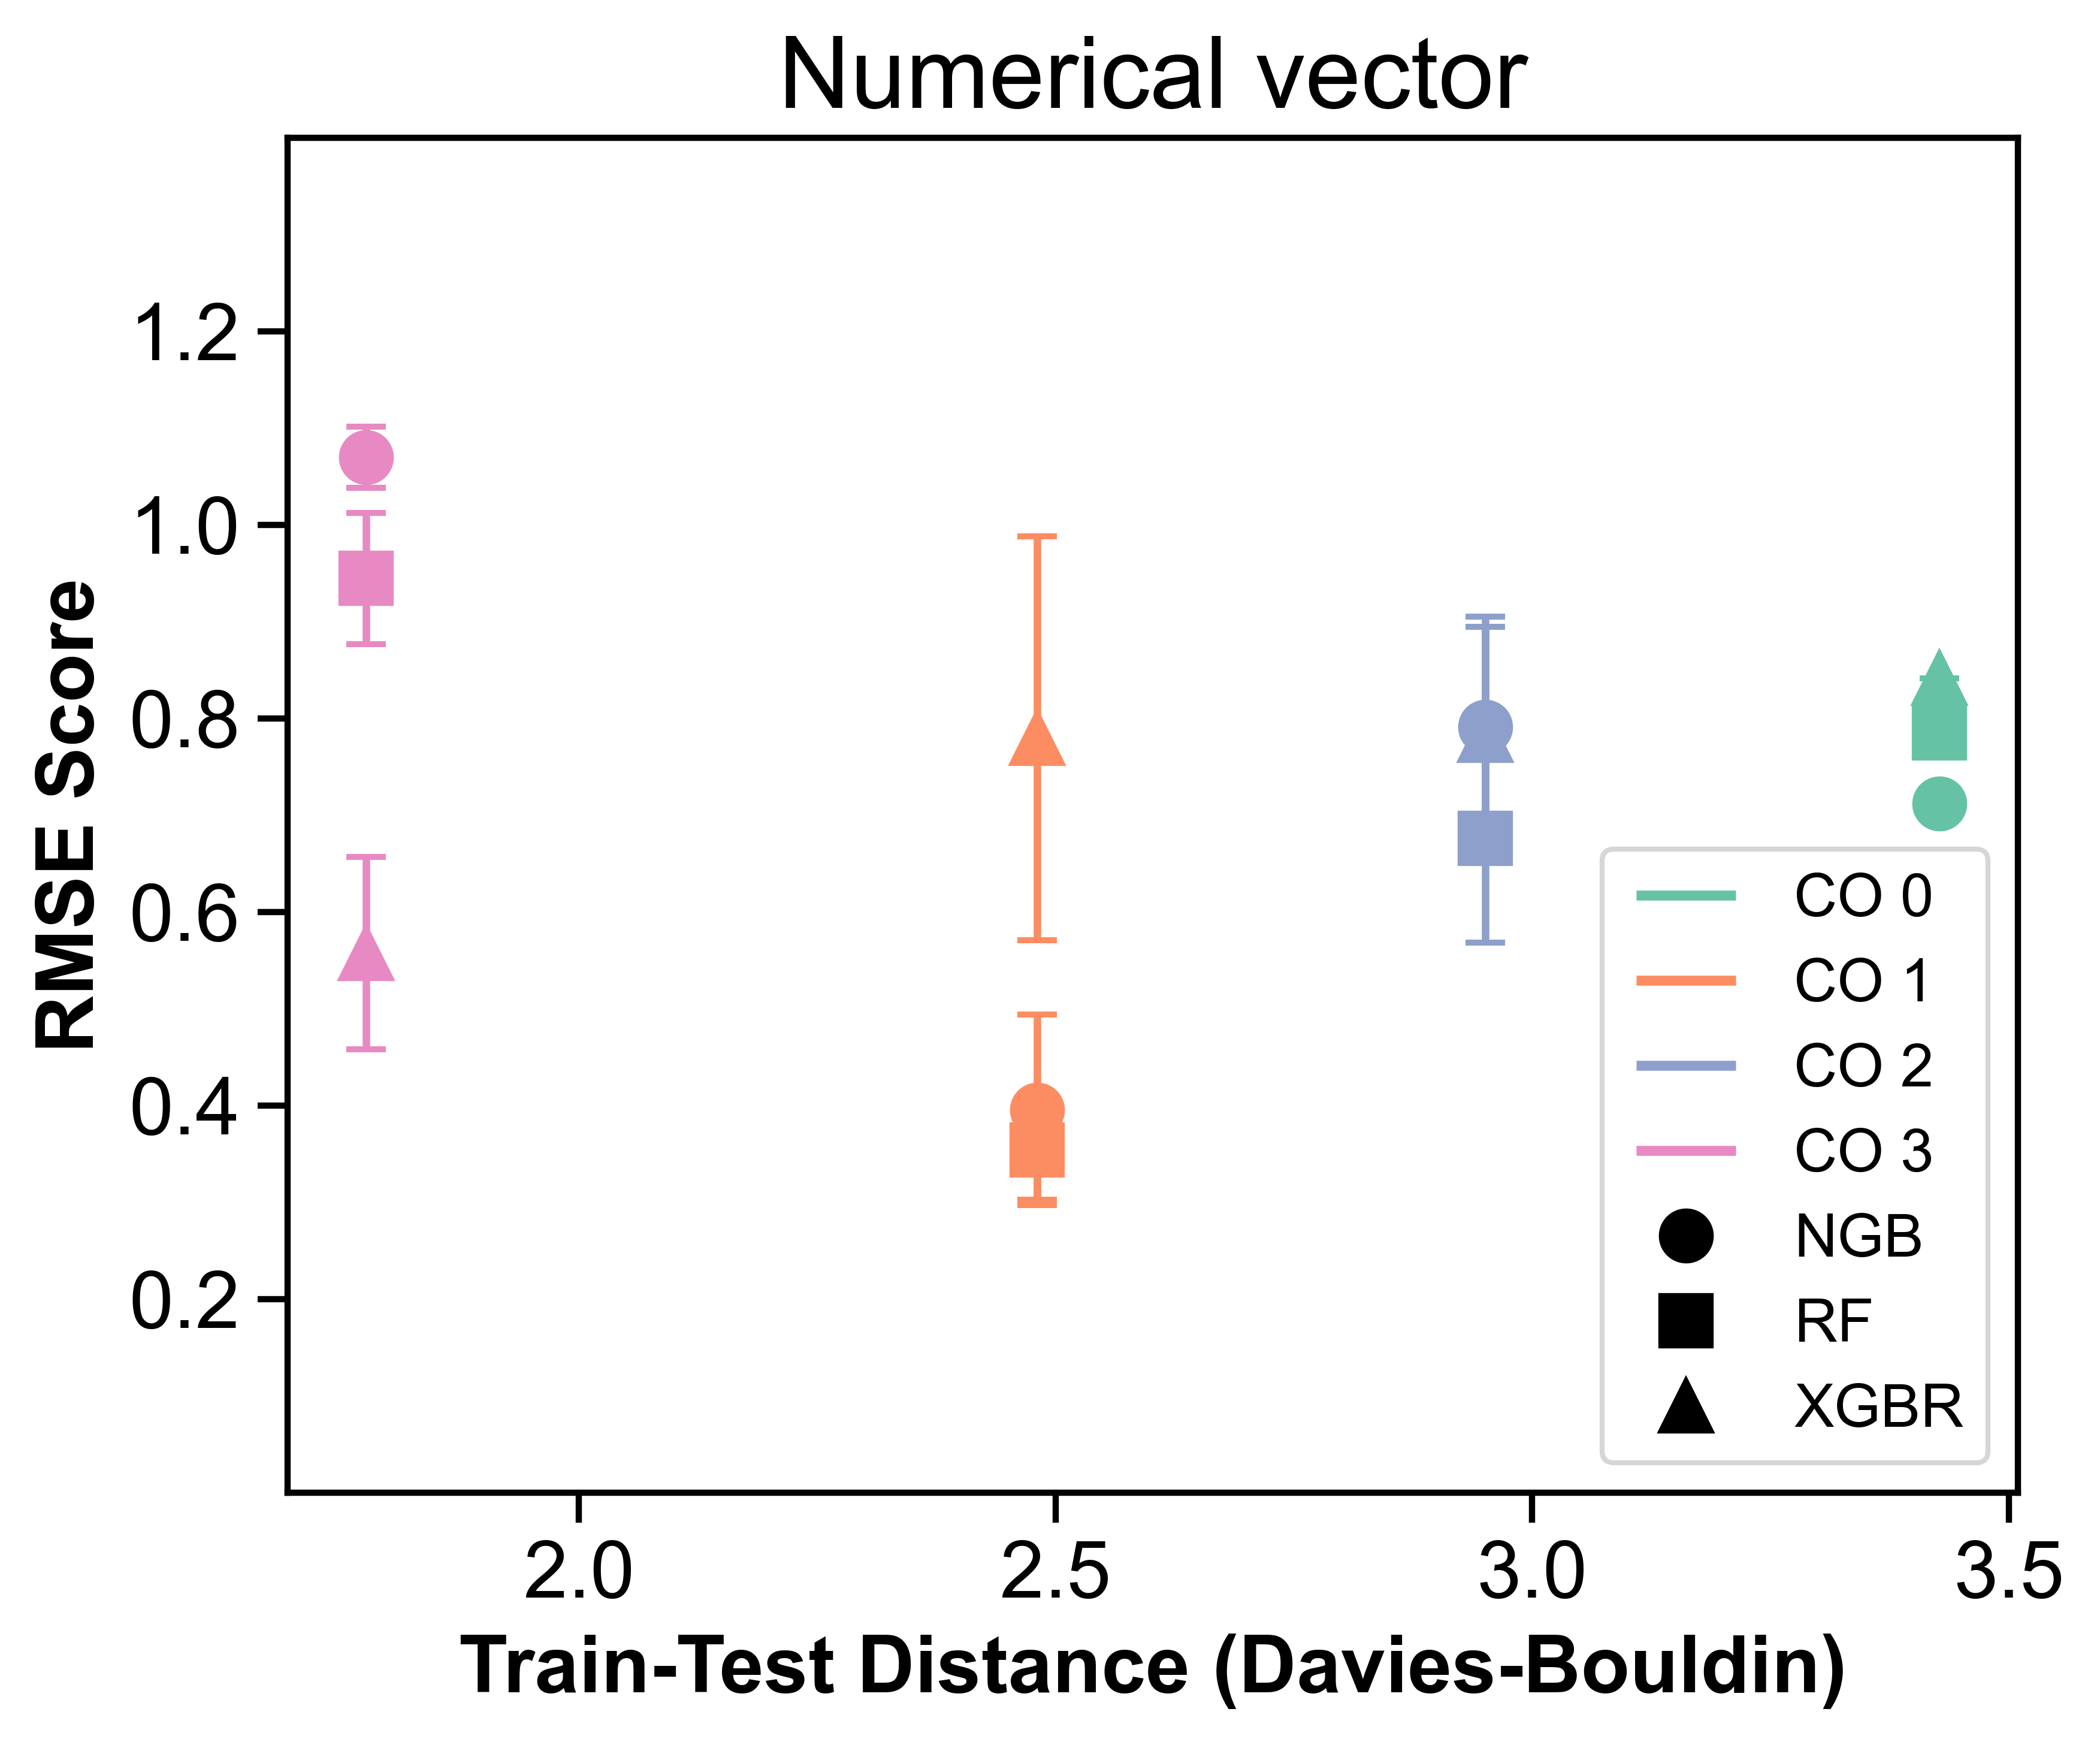 Numerical vector
RMSE Score
1.2
1.0
0.8
0.6
0.4
0.2
CO 0
CO 1
CO 2
CO 3
NGB
RF
XGBR
2.0 2.5 3.0 3.5
Train-Test Distance (Davies-Bouldin)